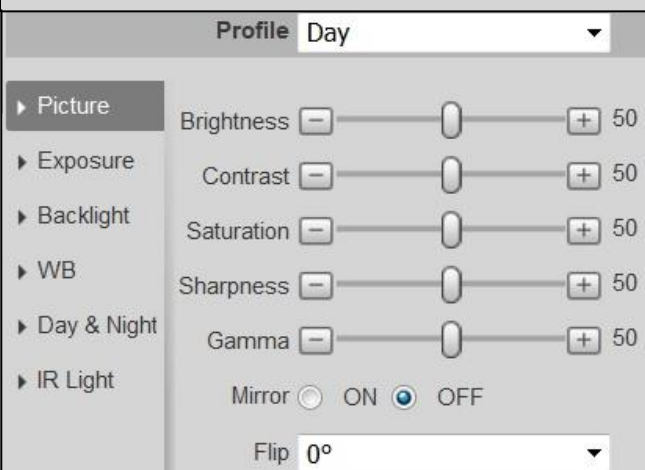 Profile Day
Picture
Exposure
Backlight
WB
Day & Night
IR Light
Brightness 50
Contrast 50
Saturation 50
Sharpness 50
Gamma 50
Mirror ON OFF
Flip 0°